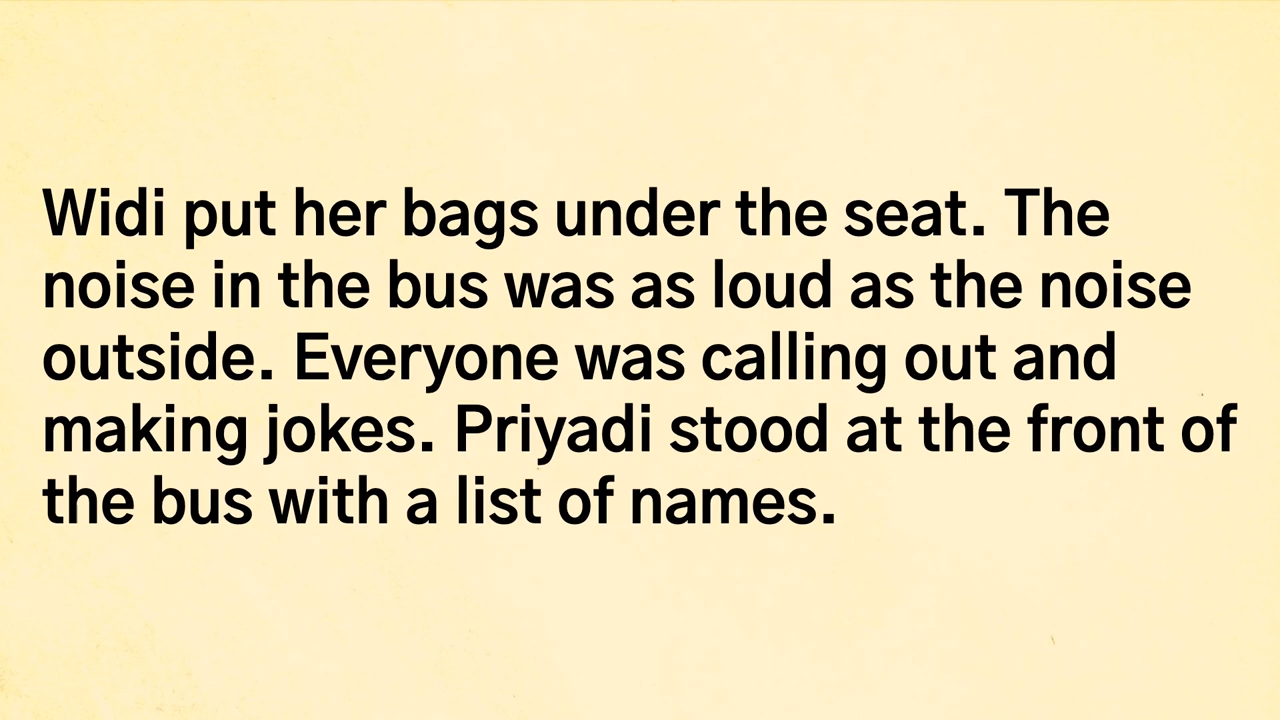 Widi put her bags under the seat. The
noise in the bus was as loud as the noise
outside. Everyone was calling out and
making jokes. Priyadi stood at the front of
the bus with a list of names.